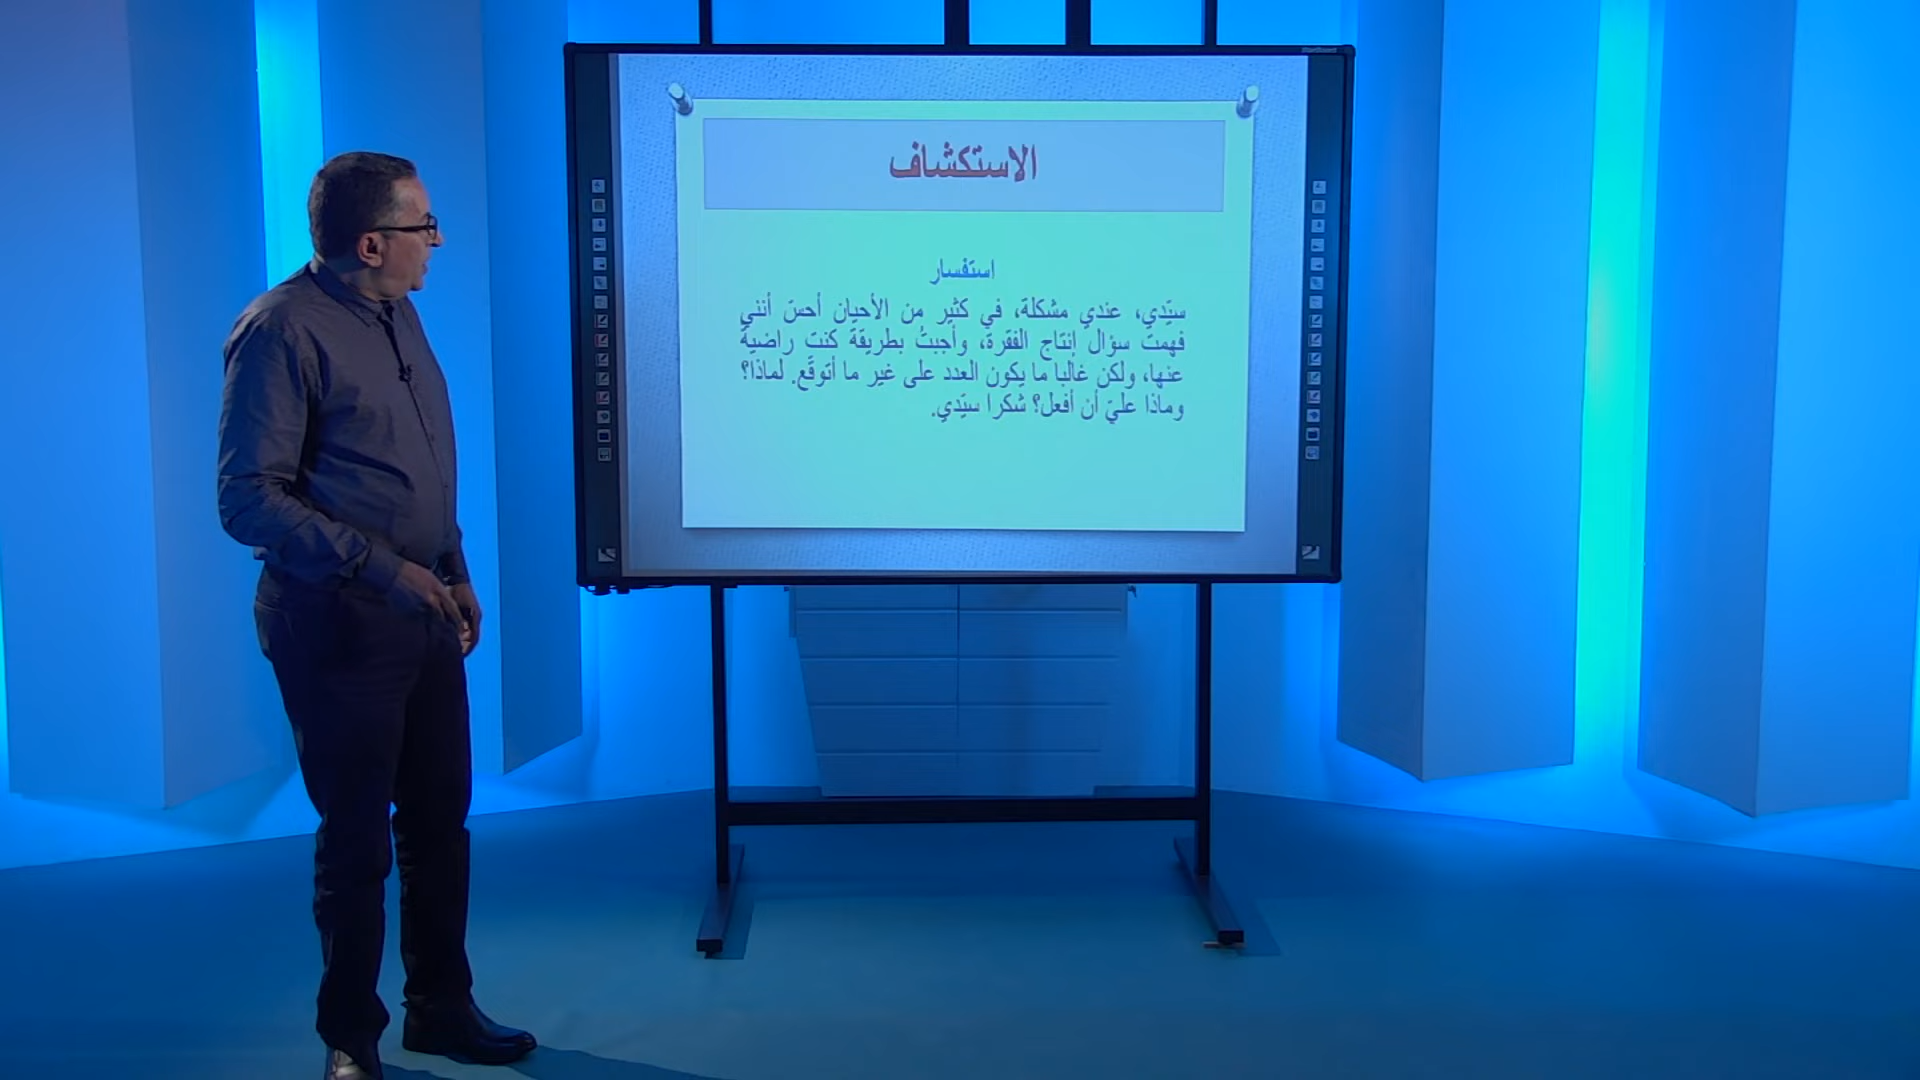 الاستكشاف
استفسار
سيّدي، عندي مشكلة، في كثير من الأحيان أحسّ أنني
فهمت سؤال إنتاج الفقرة، وأجبتُ بطريقة كنت راضيةً
عنها، ولكن غالبا ما يكون العدد على غير ما أتوقّع. لماذا؟
وماذا عليّ أن أفعل؟ شكرا سيّدي.